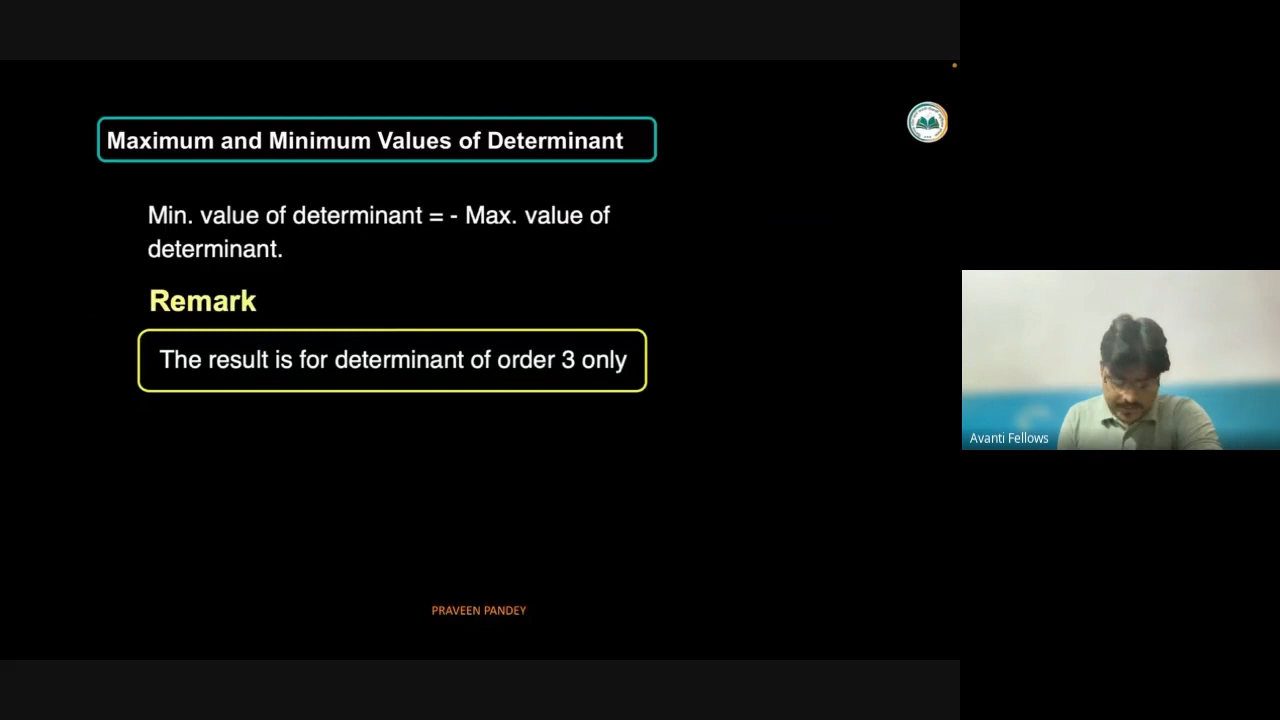 Maximum and Minimum Values of Determinant
Min. value of determinant = - Max. value of
determinant.
Remark
The result is for determinant of order 3 only
Avanti Fellows
PRAVEEN PANDEY